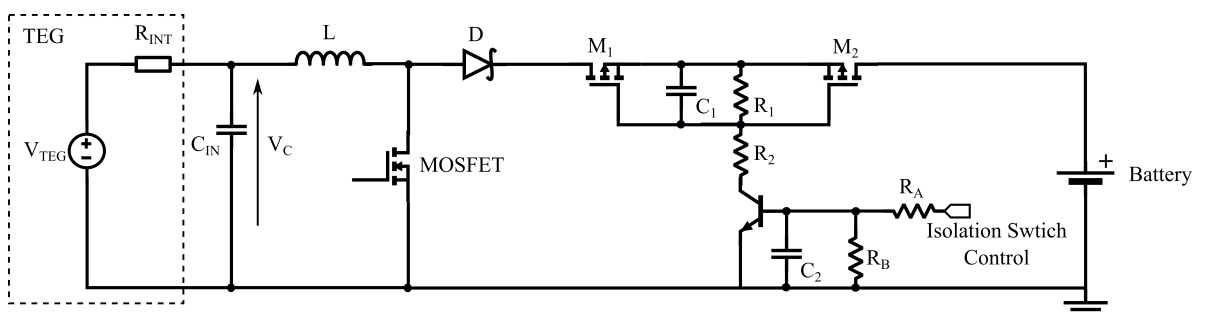 TEG
R_INT
L
D
M_1
M_2
C_1
R_1
V_TEG
+
-
C_IN
V_C
MOSFET
R_2
+
Battery
R_A
Isolation Swtich
Control
C_2
R_B